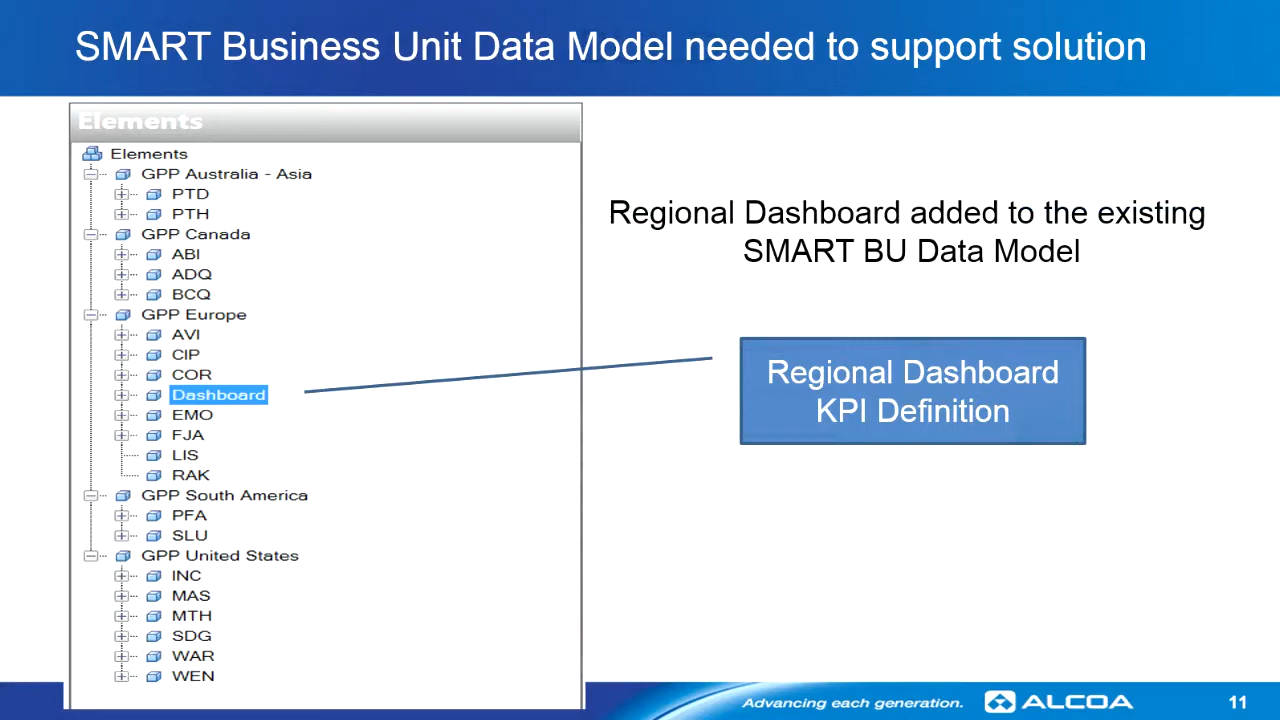 SMART Business Unit Data Model needed to support solution
Elements
Elements
GPP Australia - Asia
PTD
PTH
GPP Canada
ABI
ADQ
BCQ
GPP Europe
AVI
CIP
COR
Dashboard
EMO
FJA
LIS
RAK
GPP South America
PFA
SLU
GPP United States
INC
MAS
MTH
SDG
WAR
WEN
Regional Dashboard added to the existing
SMART BU Data Model
Regional Dashboard
KPI Definition
Advancing each generation.
ALCOA
11